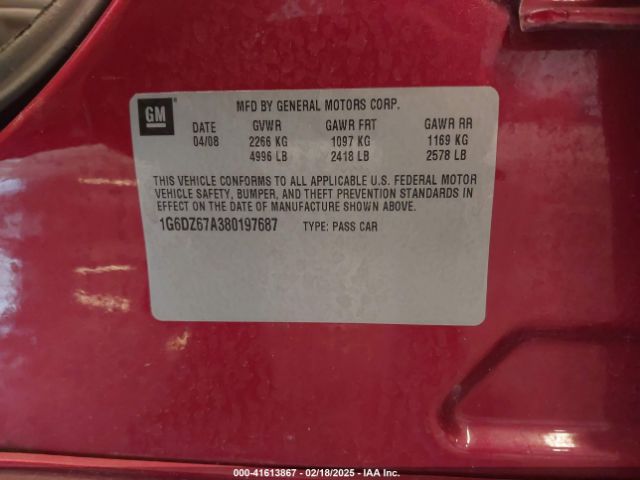 GM
MFD BY GENERAL MOTORS CORP.
DATE GVWR GAWR FRT GAWR RR
04/08 2266 KG 1097 KG 1169 KG
4996 LB 2418 LB 2578 LB
THIS VEHICLE CONFORMS TO ALL APPLICABLE U.S. FEDERAL MOTOR
VEHICLE SAFETY, BUMPER, AND THEFT PREVENTION STANDARDS IN
EFFECT ON THE DATE OF MANUFACTURE SHOWN ABOVE.
1G6DZ67A380197687 TYPE: PASS CAR
000-41613867 - 02/18/2025 - IAA Inc.